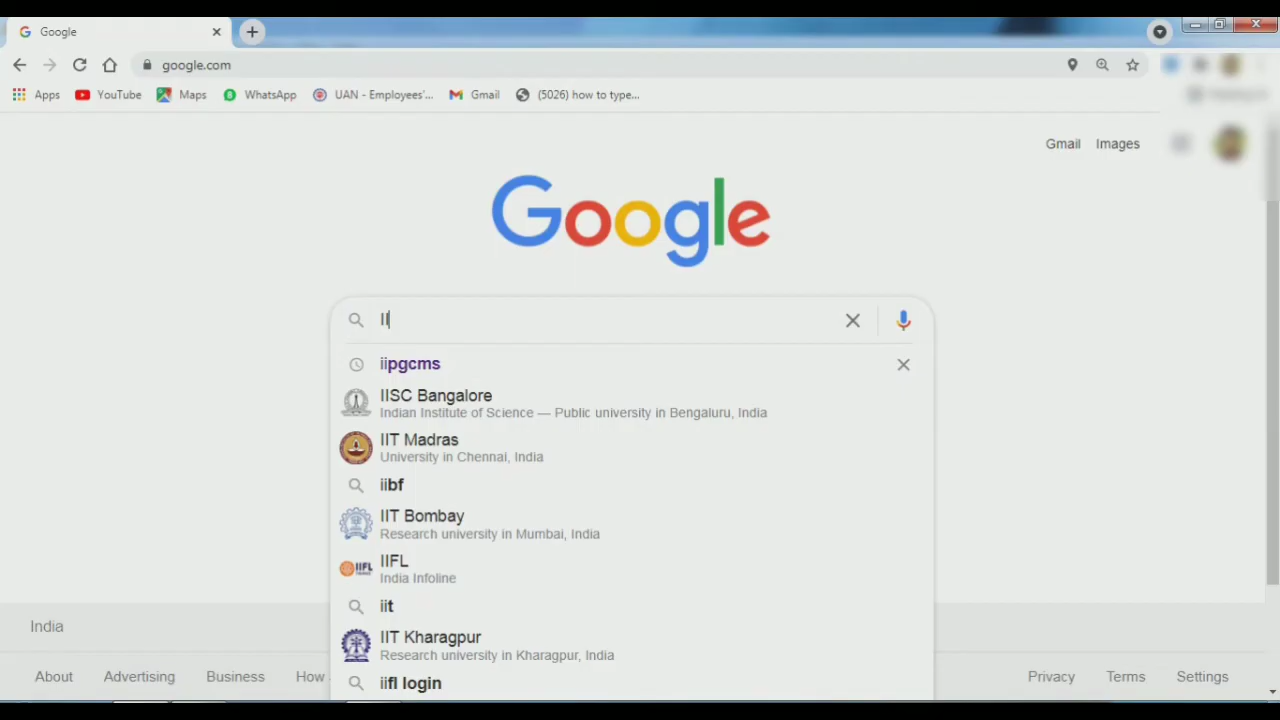 Google
google.com
Apps YouTube Maps WhatsApp UAN - Employees'... Gmail (5026) how to type...
Gmail Images
Google
II
iipgcms
IISC Bangalore
Indian Institute of Science — Public university in Bengaluru, India
IIT Madras
University in Chennai, India
iibf
IIT Bombay
Research university in Mumbai, India
IIFL
IIFL
India Infoline
iit
IIT Kharagpur
Research university in Kharagpur, India
iifl login
India
About Advertising Business How
Privacy Terms Settings